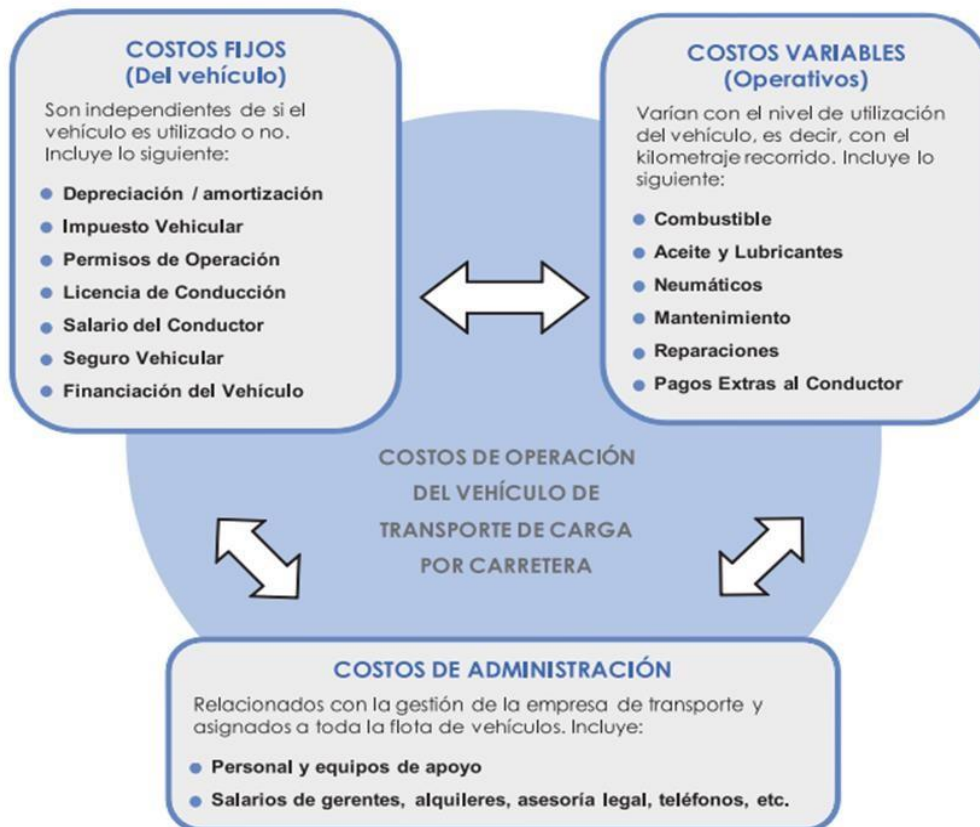 COSTOS FIJOS
(Del vehículo)
Son independientes de si el
vehículo es utilizado o no.
Incluye lo siguiente:
Depreciación / amortización
Impuesto Vehicular
Permisos de Operación
Licencia de Conducción
Salario del Conductor
Seguro Vehicular
Financiación del Vehículo
COSTOS VARIABLES
(Operativos)
Varían con el nivel de utilización
del vehículo, es decir, con el
kilometraje recorrido. Incluye lo
siguiente:
Combustible
Aceite y Lubricantes
Neumáticos
Mantenimiento
Reparaciones
Pagos Extras al Conductor
COSTOS DE OPERACIÓN
DEL VEHÍCULO DE
TRANSPORTE DE CARGA
POR CARRETERA
COSTOS DE ADMINISTRACIÓN
Relacionados con la gestión de la empresa de transporte y
asignados a toda la flota de vehículos. Incluye:
Personal y equipos de apoyo
Salarios de gerentes, alquileres, asesoría legal, teléfonos, etc.